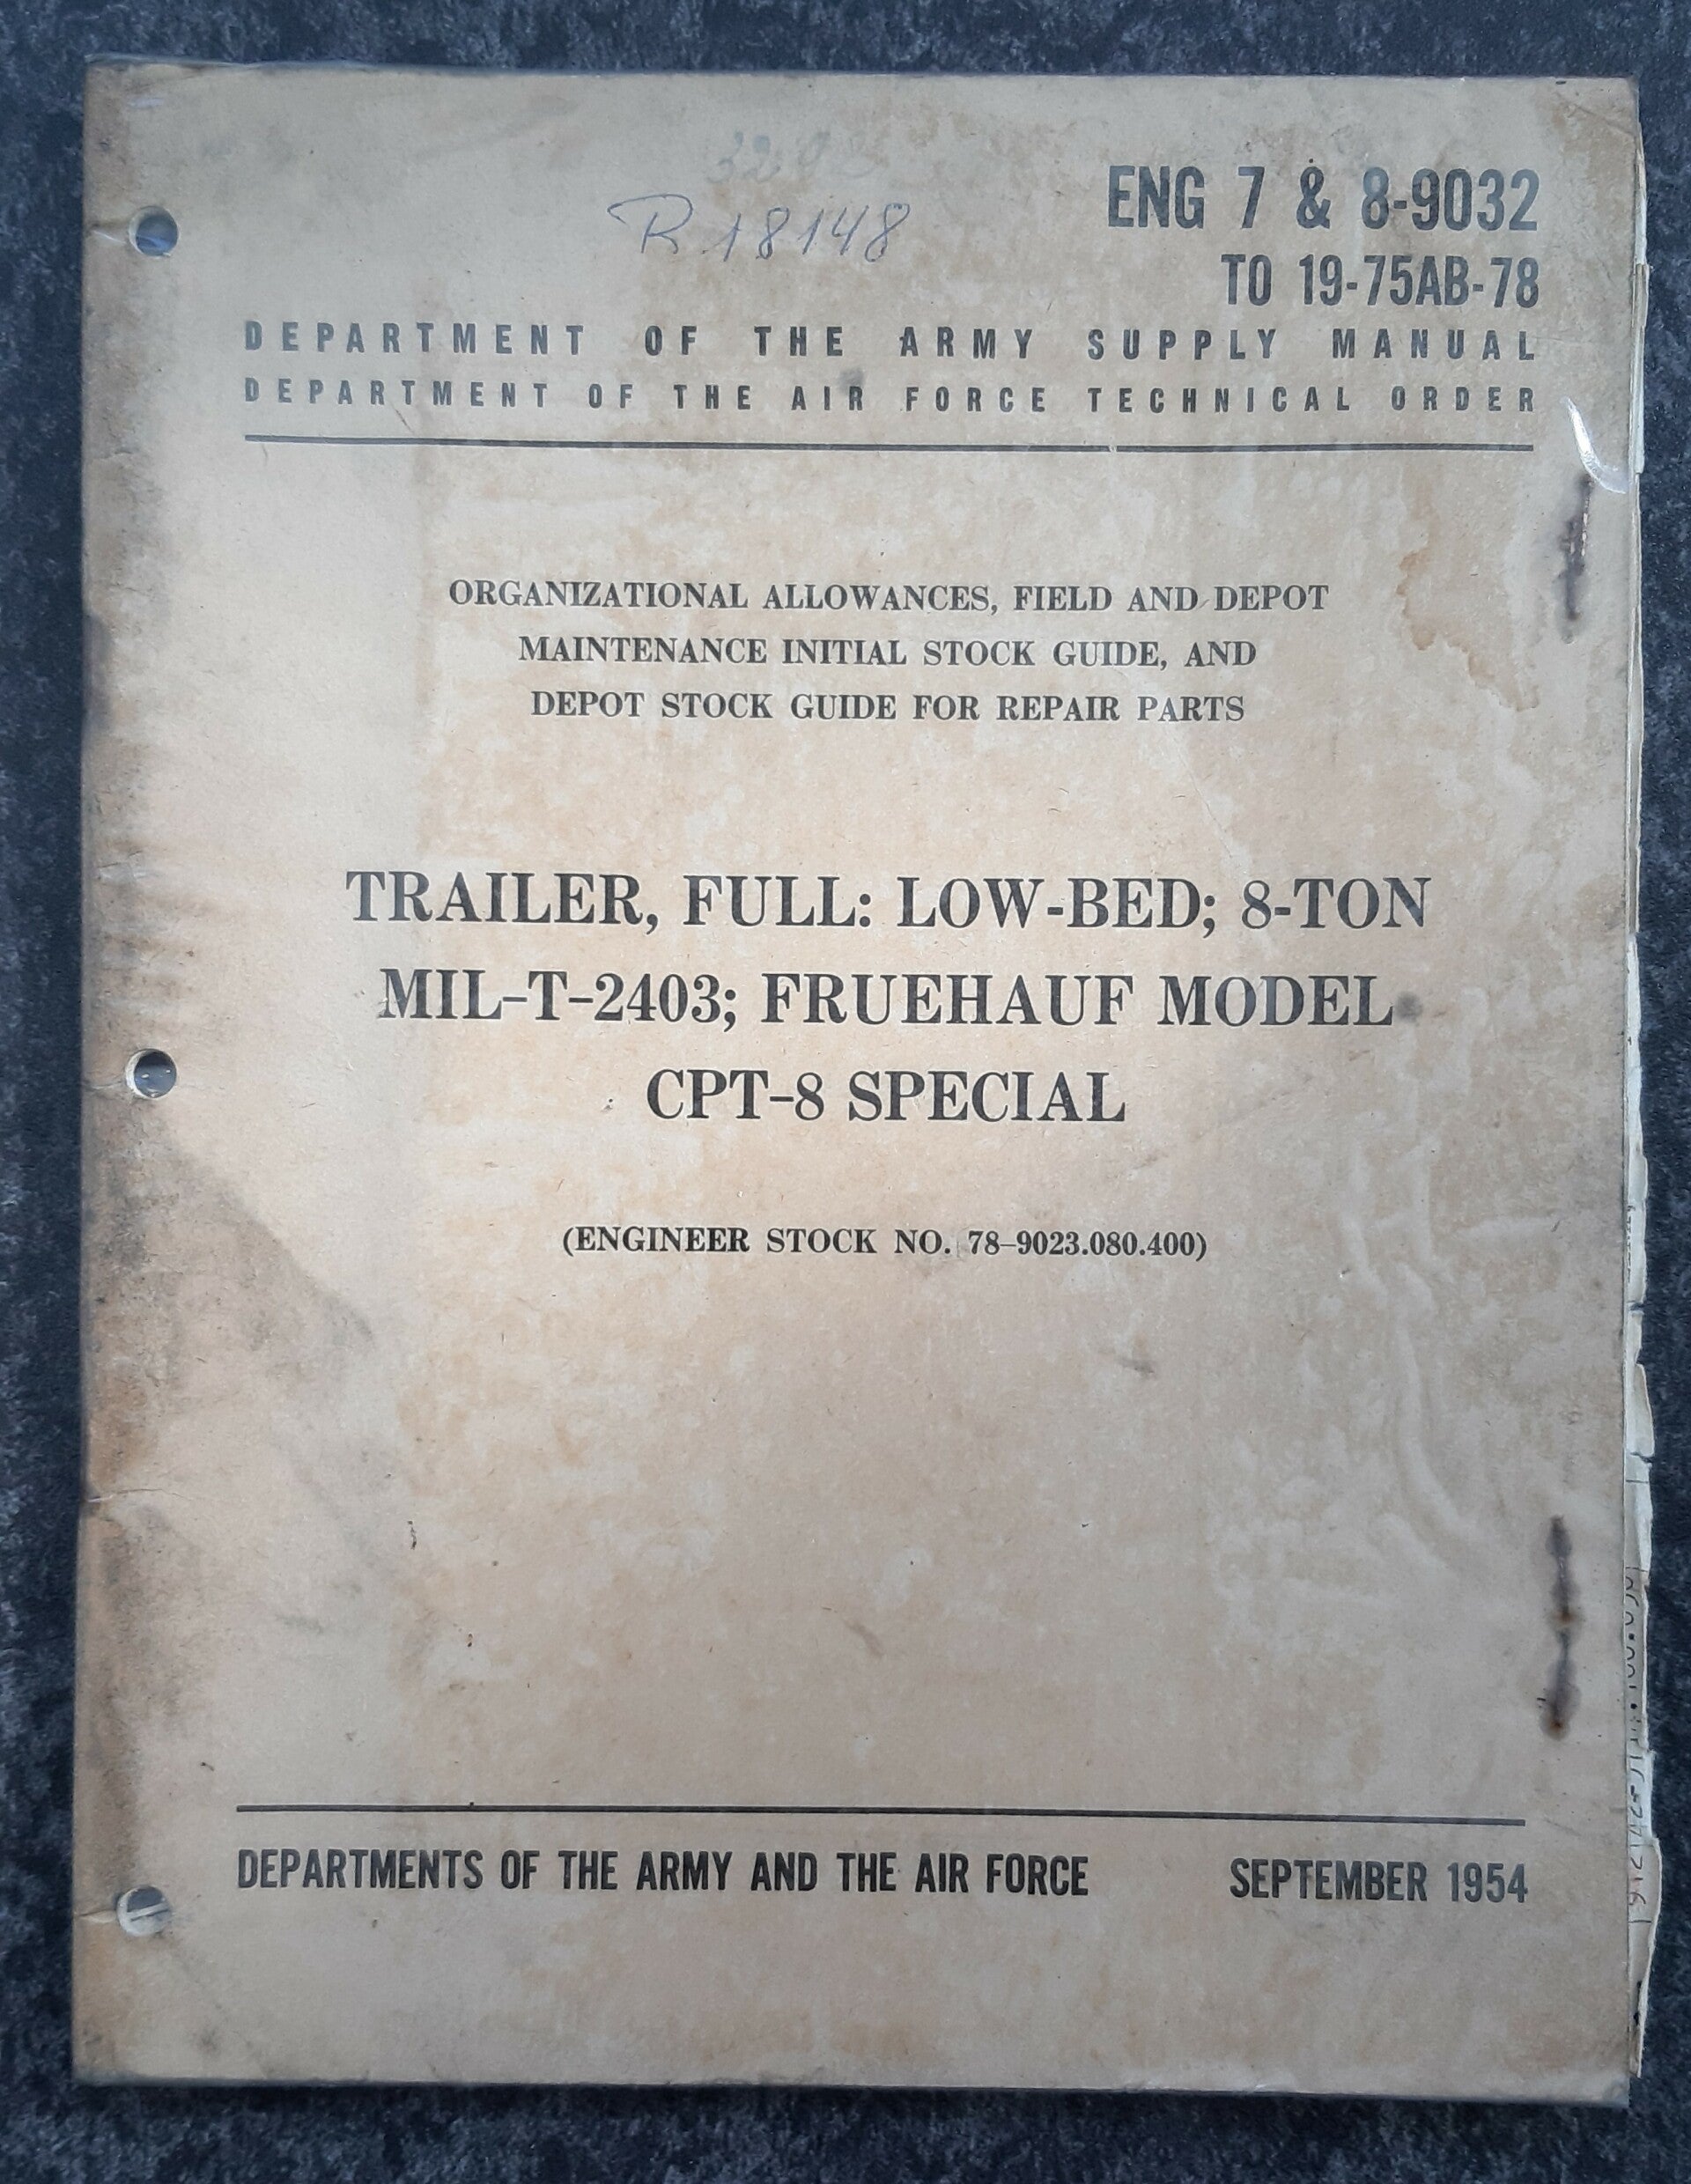 R 18148
ENG 7 & 8-9032
TO 19-75AB-78
DEPARTMENT OF THE ARMY SUPPLY MANUAL
DEPARTMENT OF THE AIR FORCE TECHNICAL ORDER
ORGANIZATIONAL ALLOWANCES, FIELD AND DEPOT
MAINTENANCE INITIAL STOCK GUIDE, AND
DEPOT STOCK GUIDE FOR REPAIR PARTS
TRAILER, FULL: LOW-BED; 8-TON
MIL-T-2403; FRUEHAUF MODEL
CPT-8 SPECIAL
(ENGINEER STOCK NO. 78-9023.080.400)
DEPARTMENTS OF THE ARMY AND THE AIR FORCE SEPTEMBER 1954